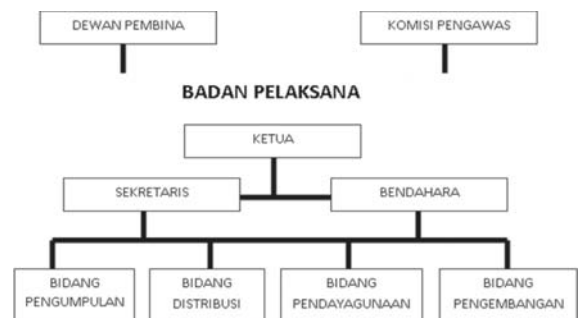 DEWAN PEMBINA
KOMISI PENGAWAS
BADAN PELAKSANA
KETUA
SEKRETARIS
BENDAHARA
BIDANG
PENGUMPULAN
BIDANG
DISTRIBUSI
BIDANG
PENDAYAGUNAAN
BIDANG
PENGEMBANGAN